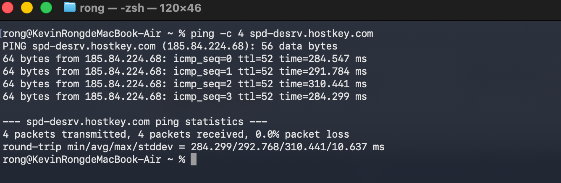 rong — -zsh — 120×46
[rong@KevinRongdeMacBook-Air ~ % ping -c 4 spd-desrv.hostkey.com
PING spd-desrv.hostkey.com (185.84.224.68): 56 data bytes
64 bytes from 185.84.224.68: icmp_seq=0 ttl=52 time=284.547 ms
64 bytes from 185.84.224.68: icmp_seq=1 ttl=52 time=291.784 ms
64 bytes from 185.84.224.68: icmp_seq=2 ttl=52 time=310.441 ms
64 bytes from 185.84.224.68: icmp_seq=3 ttl=52 time=284.299 ms
--- spd-desrv.hostkey.com ping statistics ---
4 packets transmitted, 4 packets received, 0.0% packet loss
round-trip min/avg/max/stddev = 284.299/292.768/310.441/10.637 ms
rong@KevinRongdeMacBook-Air ~ %